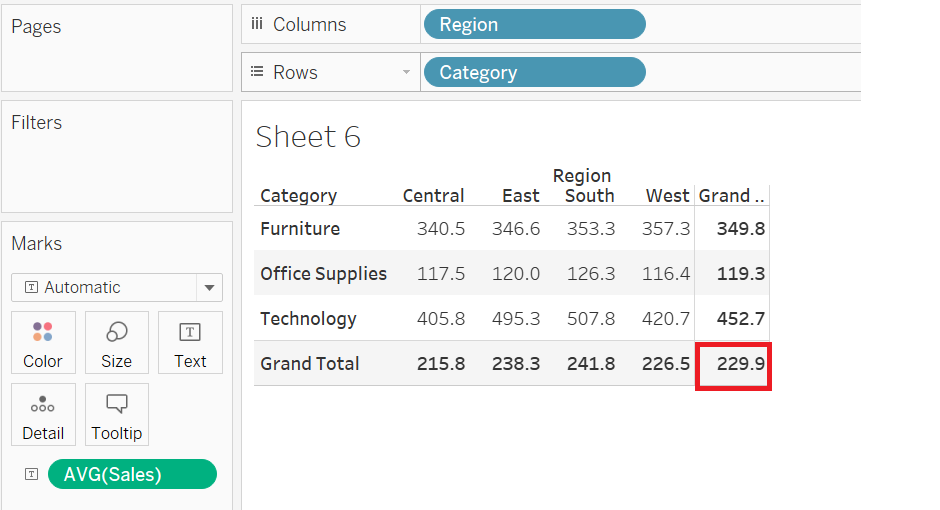 Pages
Columns Region
Rows Category
Filters
Sheet 6
Region
Category Central East South West Grand ..
Furniture 340.5 346.6 353.3 357.3 349.8
Office Supplies 117.5 120.0 126.3 116.4 119.3
Technology 405.8 495.3 507.8 420.7 452.7
Grand Total 215.8 238.3 241.8 226.5 229.9
Marks
T Automatic
Color Size T Text
Detail Tooltip
T AVG(Sales)